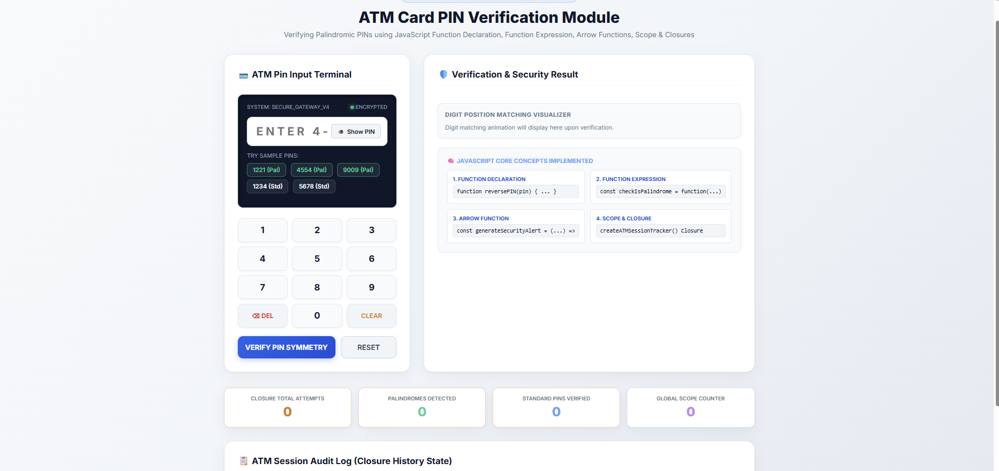 ATM Card PIN Verification Module
Verifying Palindromic PINs using JavaScript Function Declaration, Function Expression, Arrow Functions, Scope & Closures
ATM Pin Input Terminal
SYSTEM: SECURE_GATEWAY_V4
ENCRYPTED
ENTER 4-
Show PIN
TRY SAMPLE PINS:
1221 (Pal)
4554 (Pal)
9009 (Pal)
1234 (Std)
5678 (Std)
1
2
3
4
5
6
7
8
9
⌫ DEL
0
CLEAR
VERIFY PIN SYMMETRY
RESET
Verification & Security Result
DIGIT POSITION MATCHING VISUALIZER
Digit matching animation will display here upon verification.
JAVASCRIPT CORE CONCEPTS IMPLEMENTED
1. FUNCTION DECLARATION
function reversePIN(pin) { ... }
2. FUNCTION EXPRESSION
const checkIsPalindrome = function(...)
3. ARROW FUNCTION
const generateSecurityAlert = (...) =>
4. SCOPE & CLOSURE
createATMSessionTracker() Closure
CLOSURE TOTAL ATTEMPTS
0
PALINDROMES DETECTED
0
STANDARD PINS VERIFIED
0
GLOBAL SCOPE COUNTER
0
ATM Session Audit Log (Closure History State)